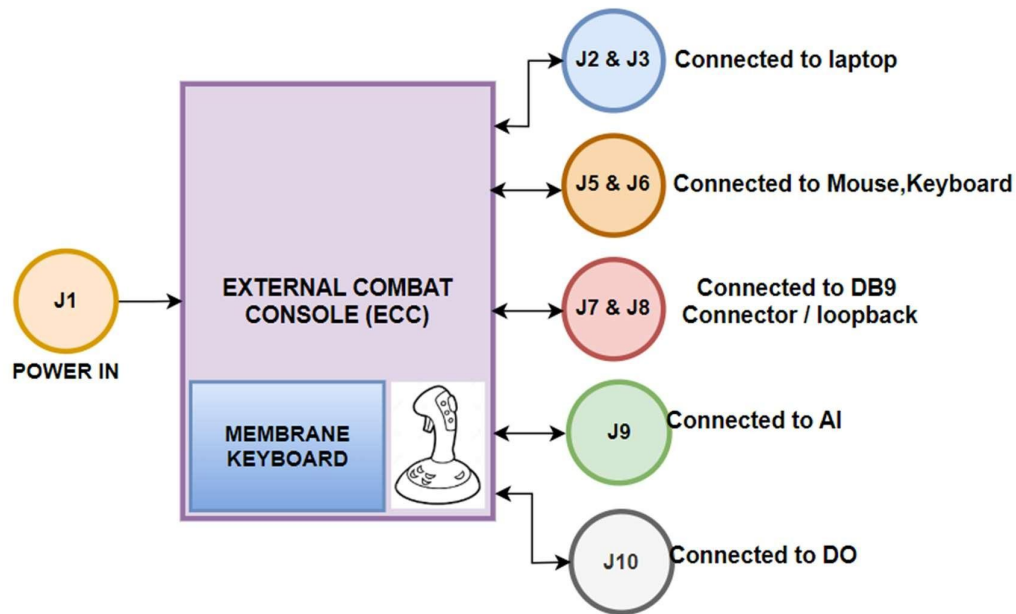 J2 & J3
Connected to laptop
J5 & J6
Connected to Mouse,Keyboard
J1
POWER IN
EXTERNAL COMBAT
CONSOLE (ECC)
J7 & J8
Connected to DB9
Connector / loopback
MEMBRANE
KEYBOARD
J9
Connected to AI
J10
Connected to DO